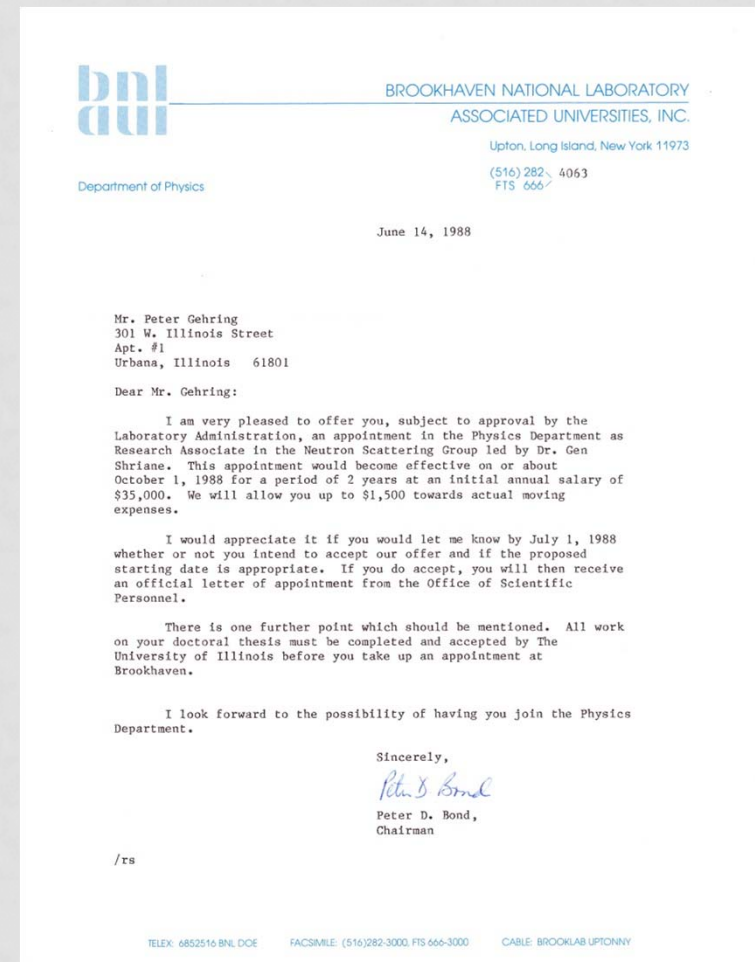 bnl
aui
BROOKHAVEN NATIONAL LABORATORY
ASSOCIATED UNIVERSITIES, INC.
Upton, Long Island, New York 11973
(516) 282 4063
FTS 666
Department of Physics
June 14, 1988
Mr. Peter Gehring
301 W. Illinois Street
Apt. #1
Urbana, Illinois 61801
Dear Mr. Gehring:
I am very pleased to offer you, subject to approval by the
Laboratory Administration, an appointment in the Physics Department as
Research Associate in the Neutron Scattering Group led by Dr. Gen
Shriane. This appointment would become effective on or about
October 1, 1988 for a period of 2 years at an initial annual salary of
$35,000. We will allow you up to $1,500 towards actual moving
expenses.
I would appreciate it if you would let me know by July 1, 1988
whether or not you intend to accept our offer and if the proposed
starting date is appropriate. If you do accept, you will then receive
an official letter of appointment from the Office of Scientific
Personnel.
There is one further point which should be mentioned. All work
on your doctoral thesis must be completed and accepted by The
University of Illinois before you take up an appointment at
Brookhaven.
I look forward to the possibility of having you join the Physics
Department.
Sincerely,
Peter D. Bond
Peter D. Bond,
Chairman
/rs
TELEX: 6852516 BNL DOE FACSIMILE: (516)282-3000, FTS 666-3000 CABLE: BROOKLAB UPTONNY